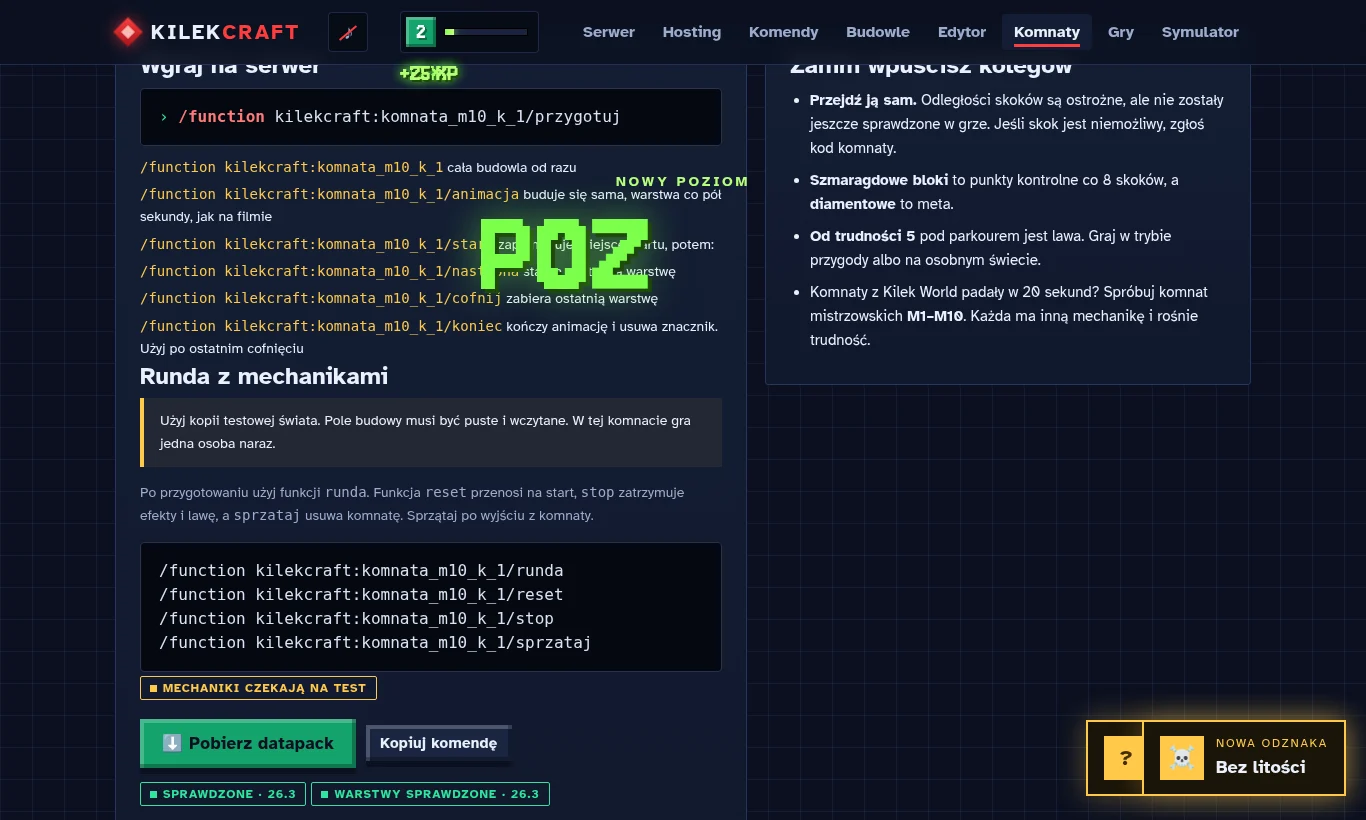 KILEKCRAFT
2
Serwer
Hosting
Komendy
Budowle
Edytor
Komnaty
Gry
Symulator
Wgraj na serwer
› /function kilekcraft:komnata_m10_k_1/przygotuj
/function kilekcraft:komnata_m10_k_1 cała budowla od razu
NOWY POZIOM
/function kilekcraft:komnata_m10_k_1/animacja buduje się sama, warstwa co pół
sekundy, jak na filmie
POZ
/function kilekcraft:komnata_m10_k_1/ potem:
/function kilekcraft:komnata_m10_k_1/ warstwę
/function kilekcraft:komnata_m10_k_1/cofnij zabiera ostatnią warstwę
/function kilekcraft:komnata_m10_k_1/koniec kończy animację i usuwa znacznik.
Użyj po ostatnim cofnięciu
Runda z mechanikami
Użyj kopii testowej świata. Pole budowy musi być puste i wczytane. W tej komnacie gra
jedna osoba naraz.
Po przygotowaniu użyj funkcji runda. Funkcja reset przenosi na start, stop zatrzymuje
efekty i lawę, a sprzataj usuwa komnatę. Sprzątaj po wyjściu z komnaty.
/function kilekcraft:komnata_m10_k_1/runda
/function kilekcraft:komnata_m10_k_1/reset
/function kilekcraft:komnata_m10_k_1/stop
/function kilekcraft:komnata_m10_k_1/sprzataj
MECHANIKI CZEKAJĄ NA TEST
Pobierz datapack
Kopiuj komendę
SPRAWDZONE · 26.3
WARSTWY SPRAWDZONE · 26.3
Zanim wpuścisz kolegów
• Przejdź ją sam. Odległości skoków są ostrożne, ale nie zostały
jeszcze sprawdzone w grze. Jeśli skok jest niemożliwy, zgłoś
kod komnaty.
• Szmaragdowe bloki to punkty kontrolne co 8 skoków, a
diamentowe to meta.
• Od trudności 5 pod parkourem jest lawa. Graj w trybie
przygody albo na osobnym świecie.
• Komnaty z Kilek World padały w 20 sekund? Spróbuj komnat
mistrzowskich M1–M10. Każda ma inną mechanikę i rośnie
trudność.
?
NOWA ODZNAKA
Bez litości